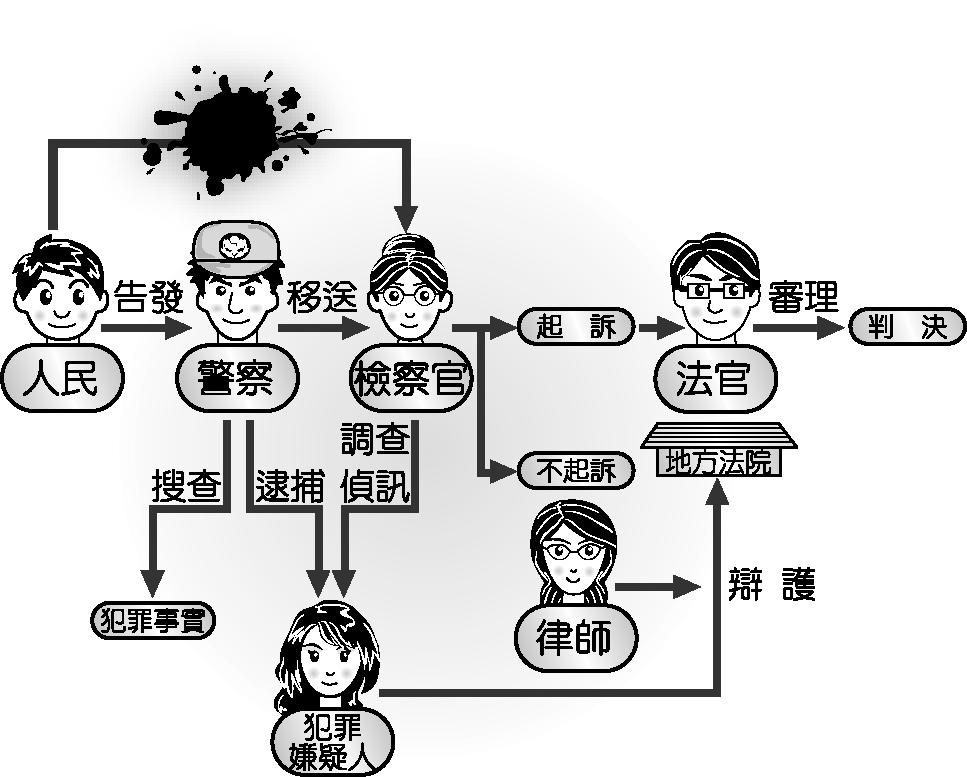 告發
移送
起 訴
審理
判 決
人民
警察
檢察官
法官
調查
偵訊
搜查
逮捕
不起訴
地方法院
辯 護
犯罪事實
律師
犯罪
嫌疑人